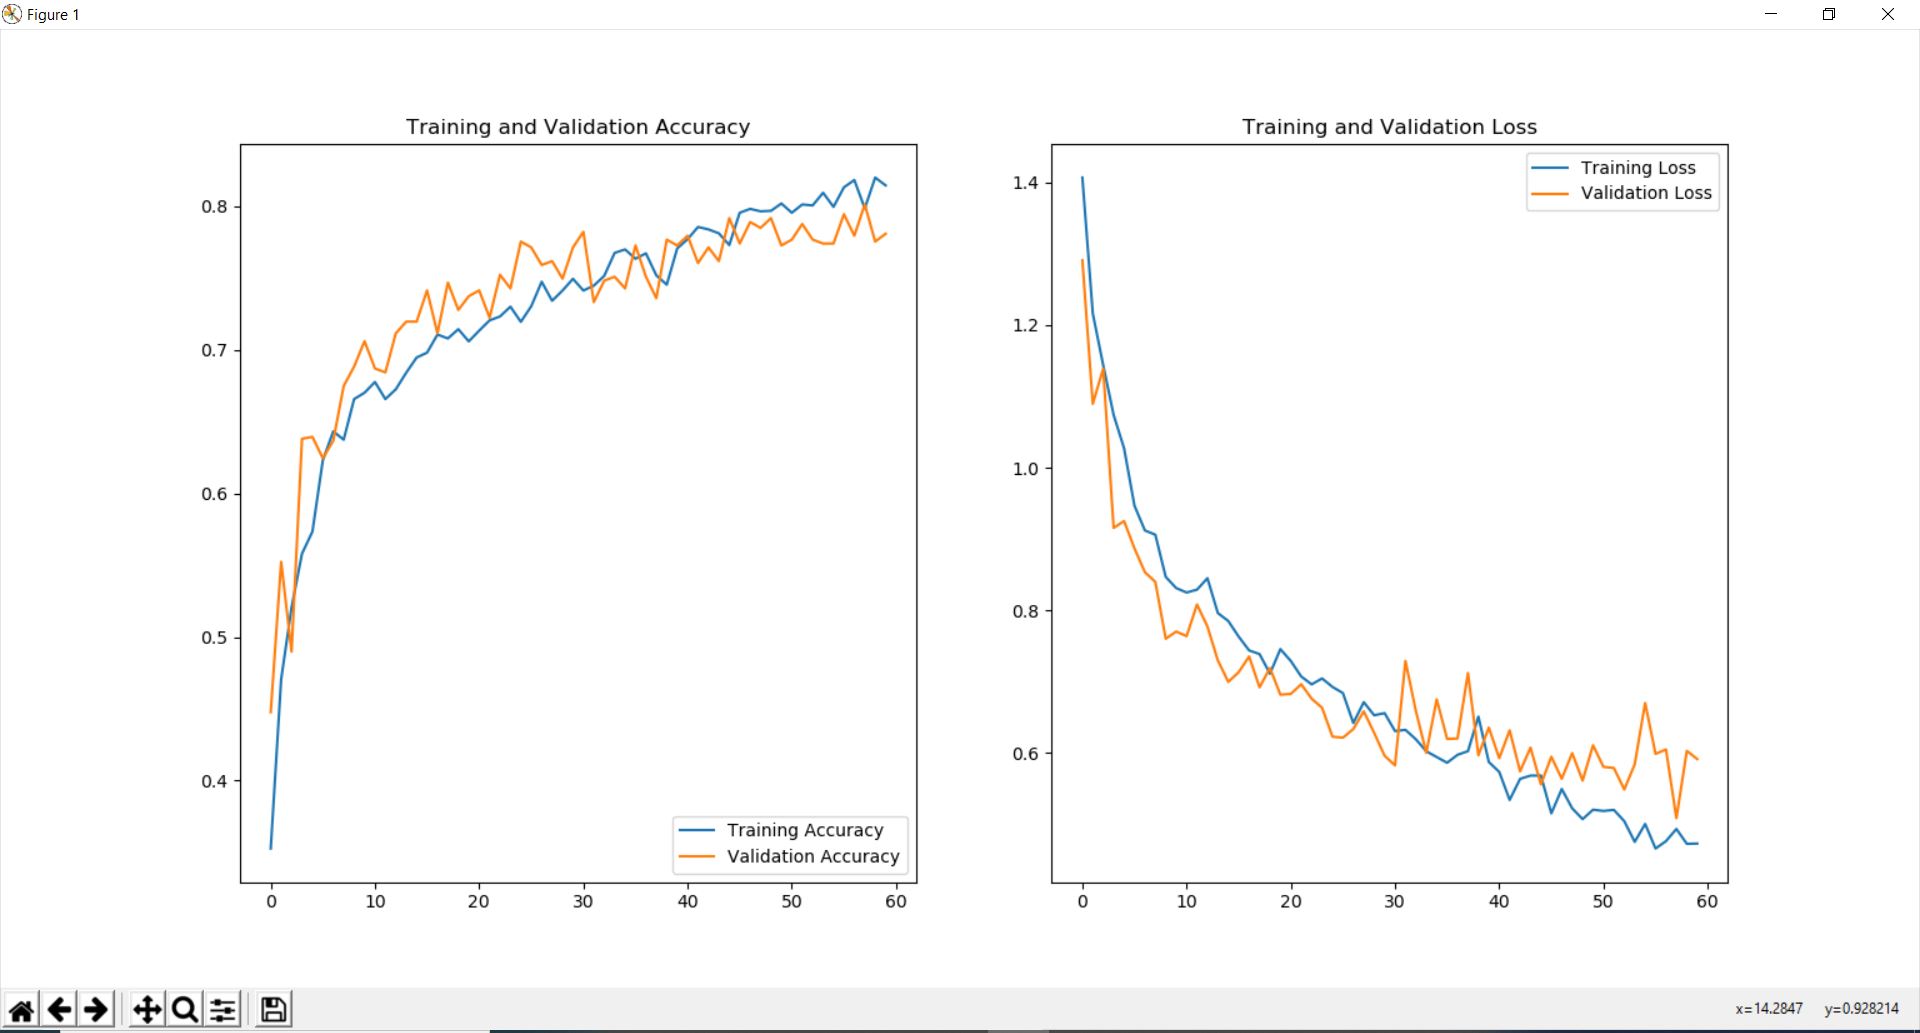 Figure 1
Training and Validation Accuracy
0.8
0.7
0.6
0.5
0.4
0 10 20 30 40 50 60
Training Accuracy
Validation Accuracy
Training and Validation Loss
1.4
1.2
1.0
0.8
0.6
0 10 20 30 40 50 60
Training Loss
Validation Loss
x=14.2847 y=0.928214